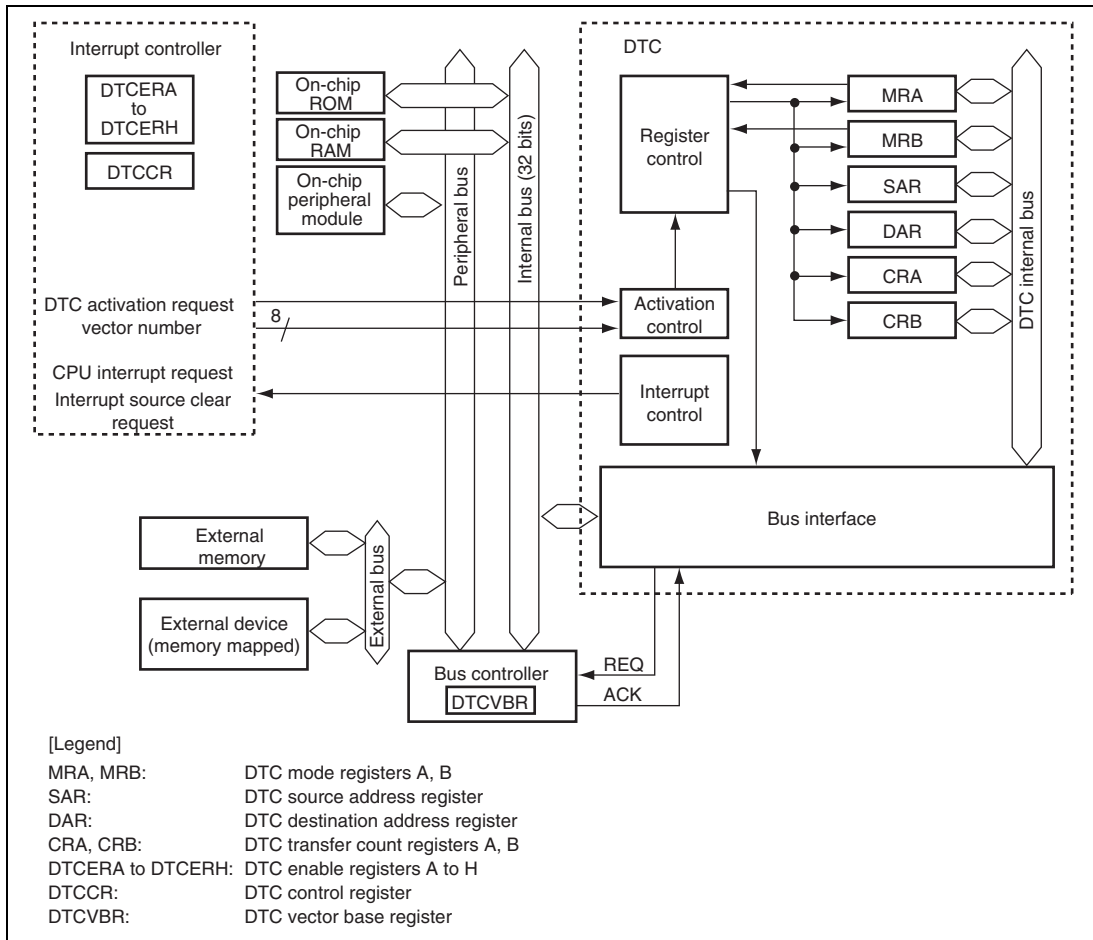 Interrupt controller
DTCERA
to
DTCERH
DTCCR
DTC activation request
vector number
8
CPU interrupt request
Interrupt source clear
request
On-chip
ROM
On-chip
RAM
On-chip
peripheral
module
Peripheral bus
Internal bus (32 bits)
DTC
Register
control
Activation
control
Interrupt
control
MRA
MRB
SAR
DAR
CRA
CRB
DTC internal bus
Bus interface
External
memory
External device
(memory mapped)
External bus
Bus controller
DTCVBR
REQ
ACK
[Legend]
MRA, MRB: DTC mode registers A, B
SAR: DTC source address register
DAR: DTC destination address register
CRA, CRB: DTC transfer count registers A, B
DTCERA to DTCERH: DTC enable registers A to H
DTCCR: DTC control register
DTCVBR: DTC vector base register